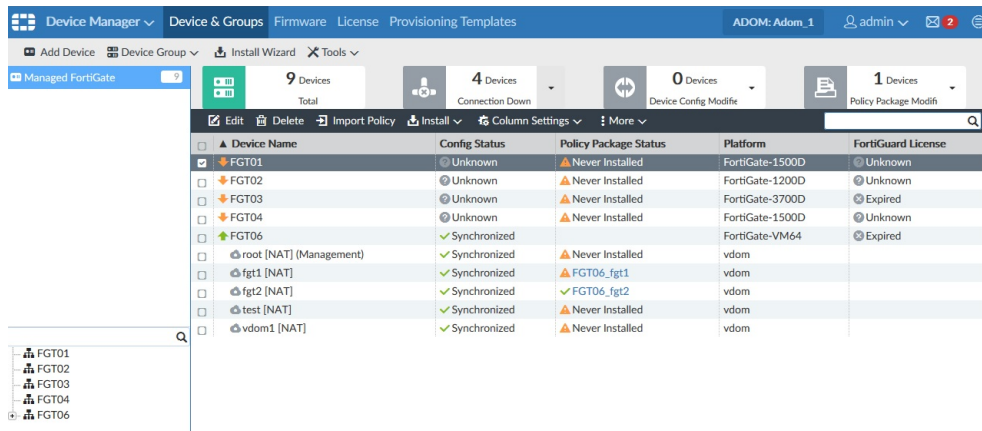 Device Manager Device & Groups Firmware License Provisioning Templates ADOM: Adom_1 admin 2
Add Device Device Group Install Wizard Tools
Managed FortiGate 9
9 Devices Total
4 Devices Connection Down
0 Devices Device Config Modifie
1 Devices Policy Package Modifi
Edit Delete Import Policy Install Column Settings More
▲ Device Name Config Status Policy Package Status Platform FortiGuard License
FGT01 Unknown Never Installed FortiGate-1500D Unknown
FGT02 Unknown Never Installed FortiGate-1200D Unknown
FGT03 Unknown Never Installed FortiGate-3700D Expired
FGT04 Unknown Never Installed FortiGate-1500D Unknown
FGT06 Synchronized FortiGate-VM64 Expired
root [NAT] (Management) Synchronized Never Installed vdom
fgt1 [NAT] Synchronized FGT06_fgt1 vdom
fgt2 [NAT] Synchronized FGT06_fgt2 vdom
test [NAT] Synchronized Never Installed vdom
vdom1 [NAT] Synchronized Never Installed vdom
FGT01
FGT02
FGT03
FGT04
FGT06